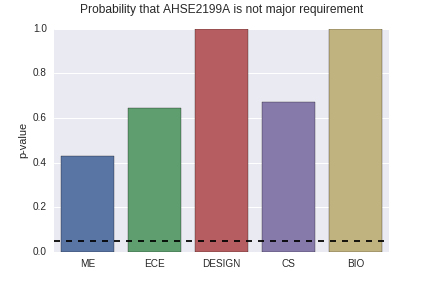 Probability that AHSE2199A is not major requirement
1.0
0.8
0.6
0.4
0.2
0.0
p-value
ME ECE DESIGN CS BIO